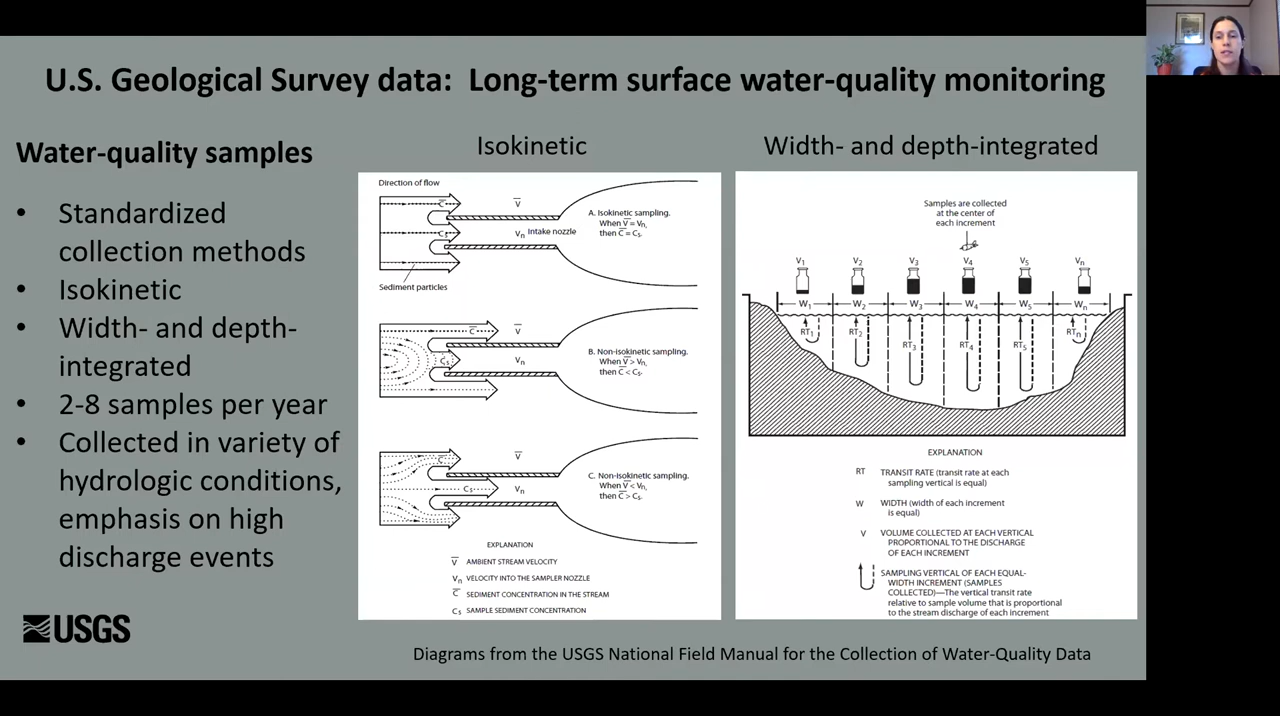 U.S. Geological Survey data: Long-term surface water-quality monitoring
Water-quality samples
• Standardized
collection methods
• Isokinetic
• Width- and depth-
integrated
• 2-8 samples per year
• Collected in variety of
hydrologic conditions,
emphasis on high
discharge events
USGS
Isokinetic
Direction of flow
C̅
V̅
Cs
Vn Intake nozzle
A. Isokinetic sampling.
When V̅ = Vn,
then C̅ = Cs.
Sediment particles
C̅
V̅
Cs
Vn
B. Non-isokinetic sampling.
When V̅ > Vn,
then C̅ < Cs.
C̅
V̅
Cs
Vn
C. Non-isokinetic sampling.
When V̅ < Vn,
then C̅ > Cs.
EXPLANATION
V̅ AMBIENT STREAM VELOCITY
Vn VELOCITY INTO THE SAMPLER NOZZLE
C̅ SEDIMENT CONCENTRATION IN THE STREAM
Cs SAMPLE SEDIMENT CONCENTRATION
Width- and depth-integrated
Samples are collected
at the center of
each increment
V1 V2 V3 V4 V5 Vn
W1 W2 W3 W4 W5 Wn
RT1 RT2 RT3 RT4 RT5 RTn
EXPLANATION
RT TRANSIT RATE (transit rate at each
sampling vertical is equal)
W WIDTH (width of each increment
is equal)
V VOLUME COLLECTED AT EACH VERTICAL
PROPORTIONAL TO THE DISCHARGE
OF EACH INCREMENT
SAMPLING VERTICAL OF EACH EQUAL-
WIDTH INCREMENT (SAMPLES
COLLECTED)—The vertical transit rate
relative to sample volume that is proportional
to the stream discharge of each increment
Diagrams from the USGS National Field Manual for the Collection of Water-Quality Data